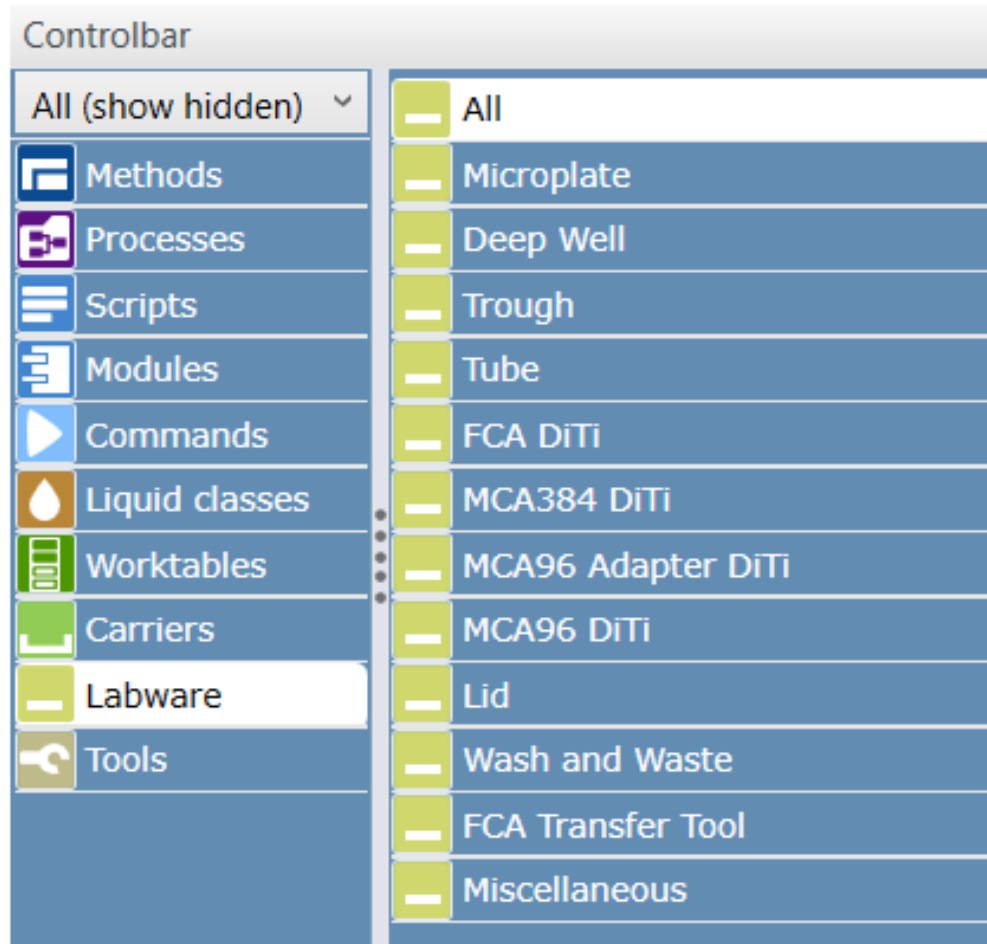 Controlbar
All (show hidden)
Methods
Processes
Scripts
Modules
Commands
Liquid classes
Worktables
Carriers
Labware
Tools
All
Microplate
Deep Well
Trough
Tube
FCA DiTi
MCA384 DiTi
MCA96 Adapter DiTi
MCA96 DiTi
Lid
Wash and Waste
FCA Transfer Tool
Miscellaneous